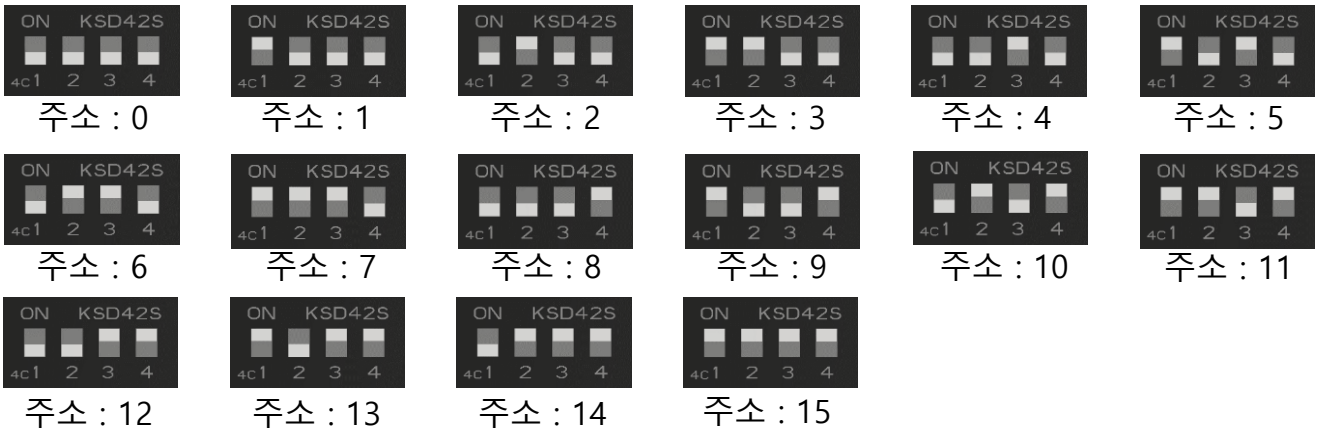 ON KSD42S ON KSD42S ON KSD42S ON KSD42S ON KSD42S ON KSD42S
4C1 2 3 4 4C1 2 3 4 4C1 2 3 4 4C1 2 3 4 4C1 2 3 4 4C1 2 3 4
주소 : 0 주소 : 1 주소 : 2 주소 : 3 주소 : 4 주소 : 5
ON KSD42S ON KSD42S ON KSD42S ON KSD42S ON KSD42S ON KSD42S
4C1 2 3 4 4C1 2 3 4 4C1 2 3 4 4C1 2 3 4 4C1 2 3 4 4C1 2 3 4
주소 : 6 주소 : 7 주소 : 8 주소 : 9 주소 : 10 주소 : 11
ON KSD42S ON KSD42S ON KSD42S ON KSD42S
4C1 2 3 4 4C1 2 3 4 4C1 2 3 4 4C1 2 3 4
주소 : 12 주소 : 13 주소 : 14 주소 : 15